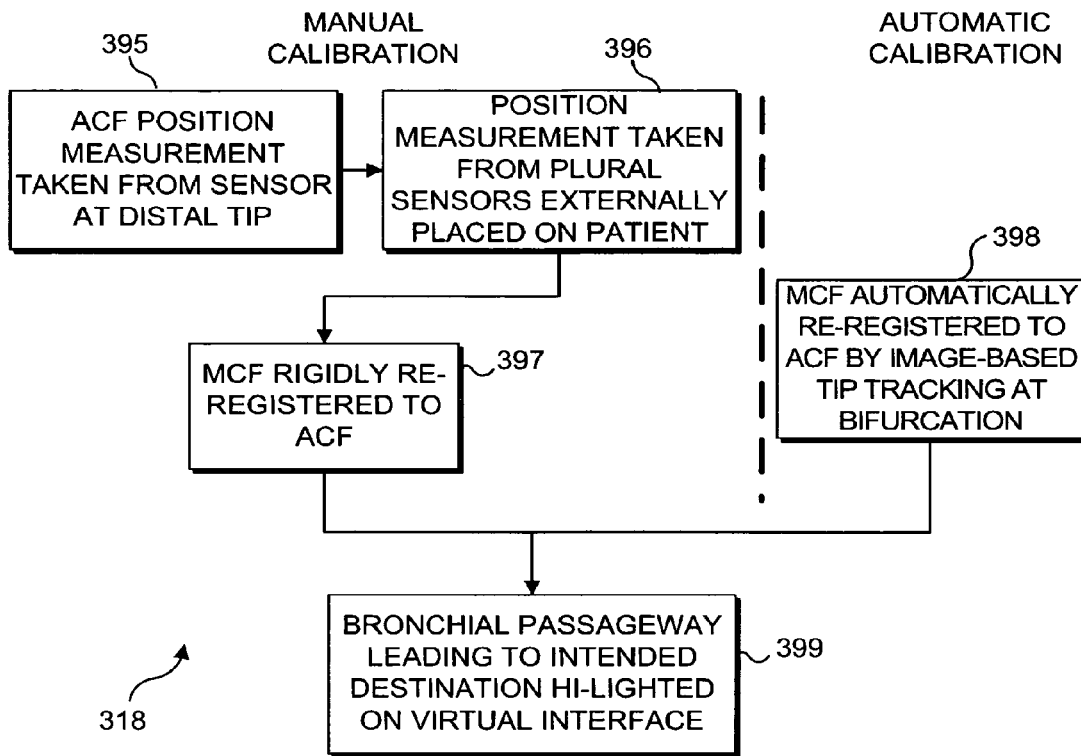 MANUAL
CALIBRATION
AUTOMATIC
CALIBRATION
395
ACF POSITION
MEASUREMENT
TAKEN FROM SENSOR
AT DISTAL TIP
396
POSITION
MEASUREMENT TAKEN
FROM PLURAL
SENSORS EXTERNALLY
PLACED ON PATIENT
398
MCF AUTOMATICALLY
RE-REGISTERED TO
ACF BY IMAGE-BASED
TIP TRACKING AT
BIFURCATION
397
MCF RIGIDLY RE-
REGISTERED TO
ACF
BRONCHIAL PASSAGEWAY
LEADING TO INTENDED
DESTINATION HI-LIGHTED
ON VIRTUAL INTERFACE
399
318